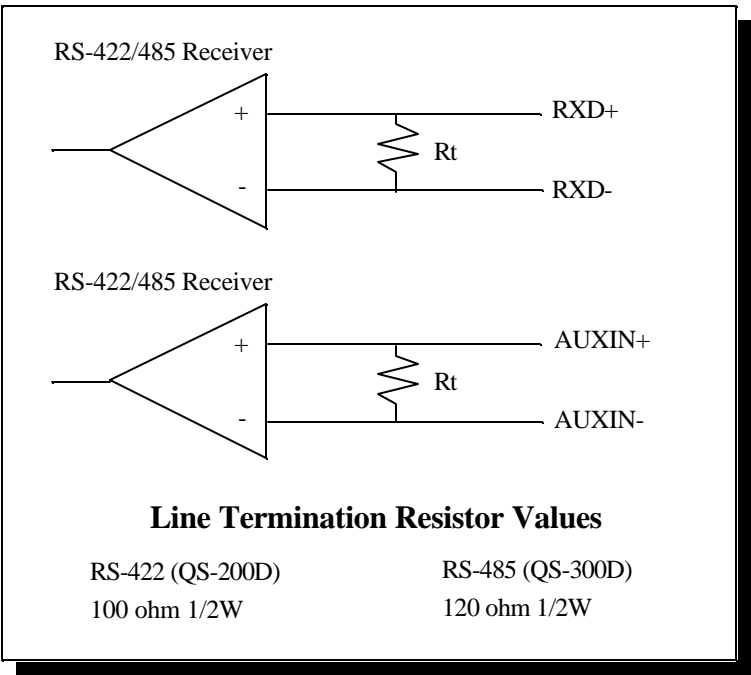 RS-422/485 Receiver
+
RXD+
Rt
-
RXD-
RS-422/485 Receiver
+
AUXIN+
Rt
-
AUXIN-
Line Termination Resistor Values
RS-422 (QS-200D)
RS-485 (QS-300D)
100 ohm 1/2W
120 ohm 1/2W